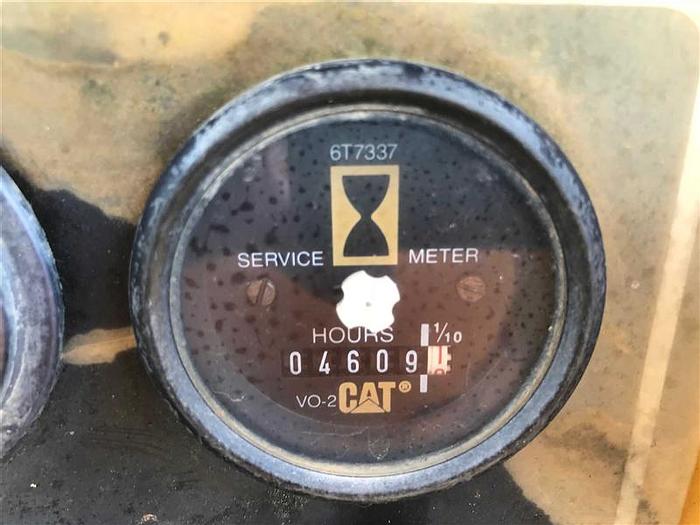 6T7337
SERVICE METER
HOURS 1/10
04609
VO-2 CAT®